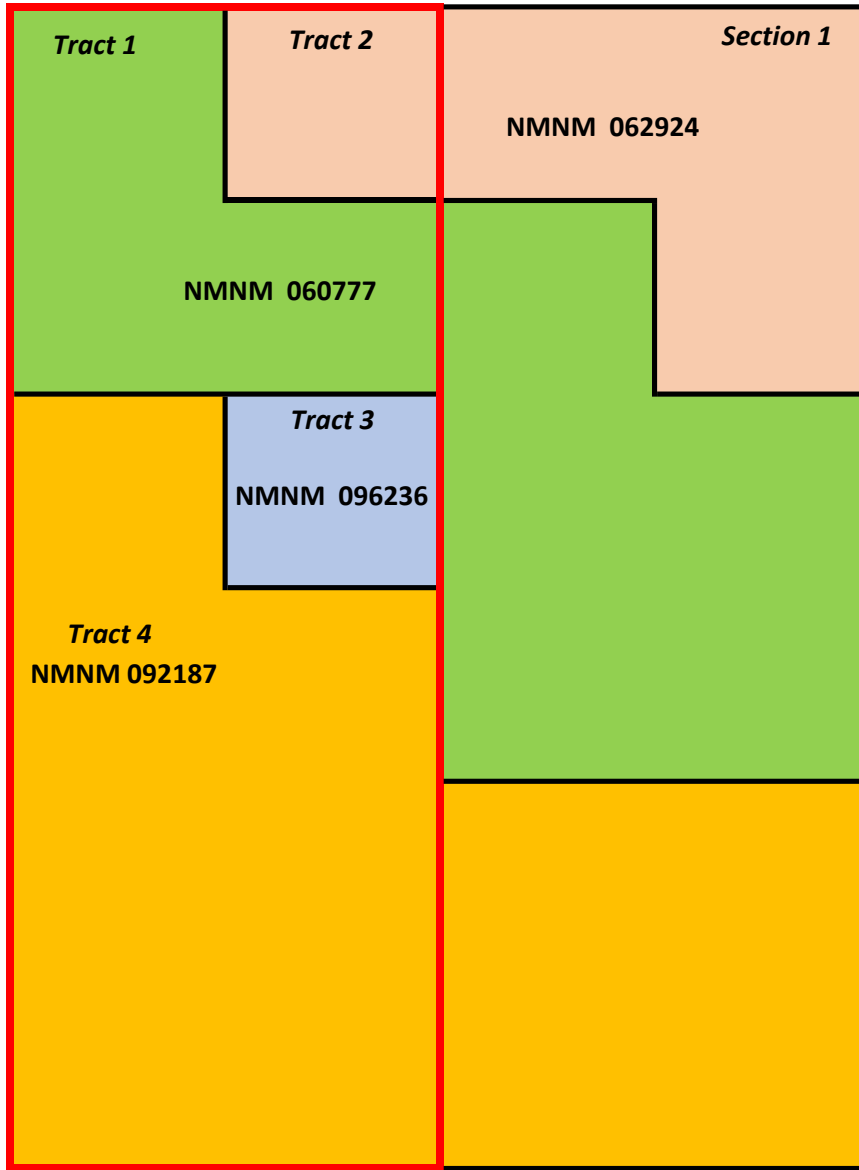 Tract 1
Tract 2
Section 1
NMNM  062924
NMNM  060777
Tract 3
NMNM  096236
Tract 4
NMNM 092187